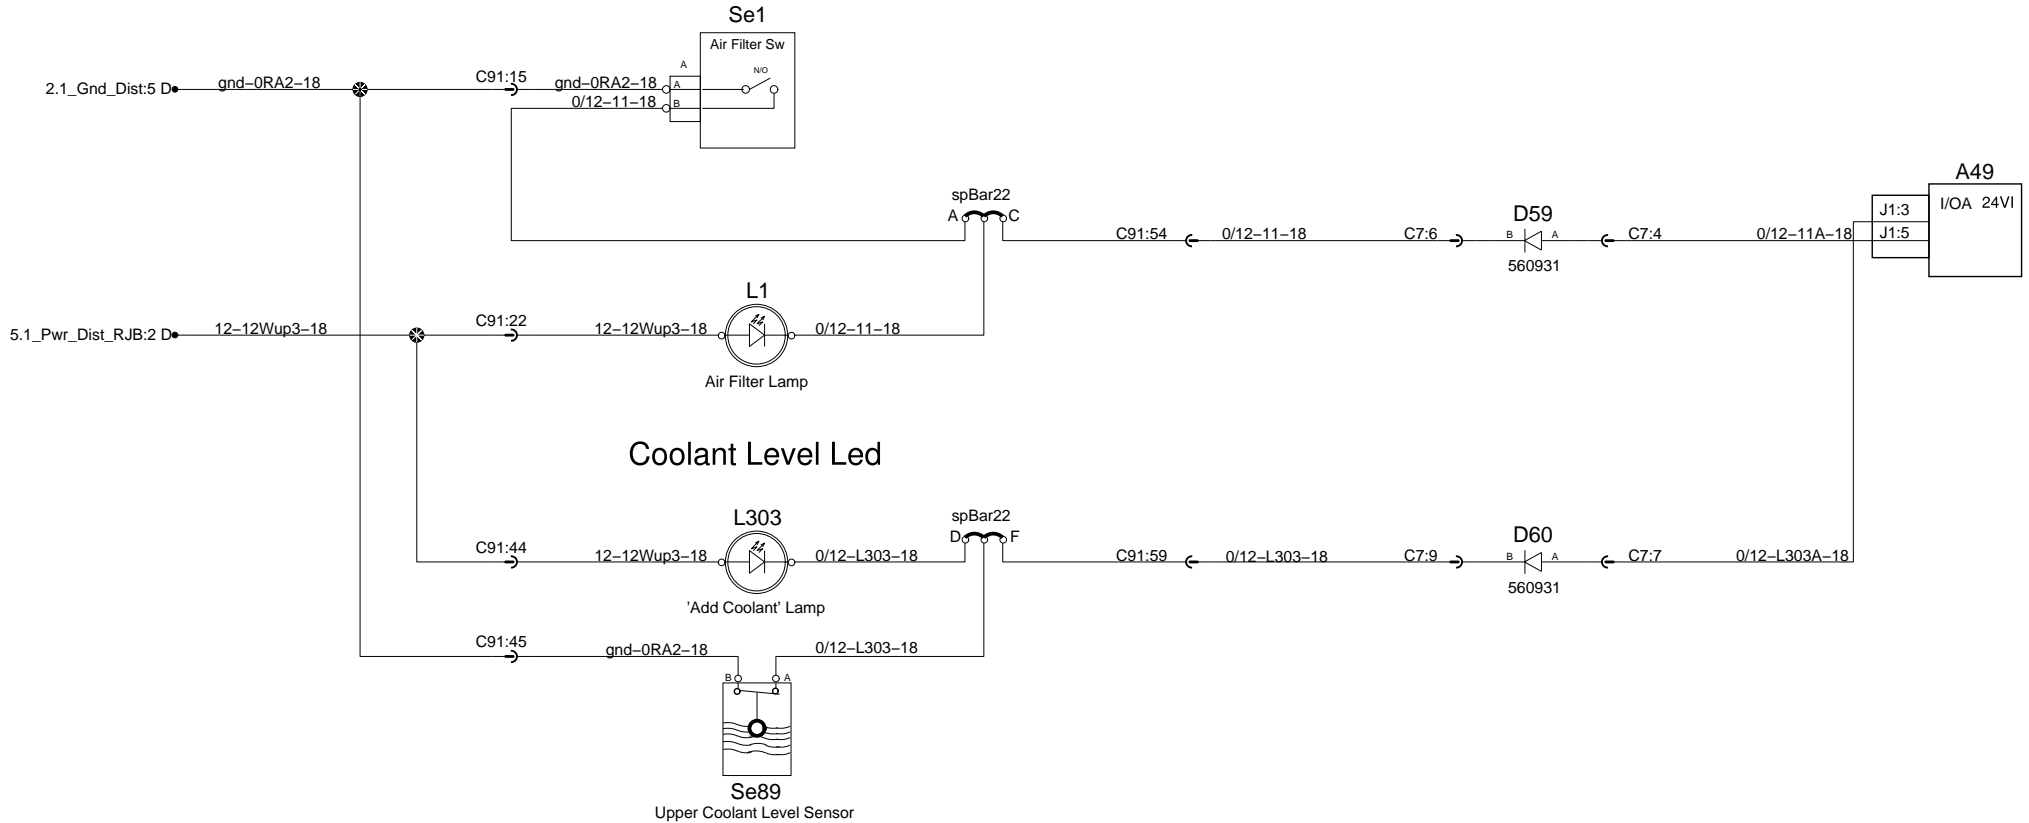 Se1
Air Filter Sw
A
N/O
2.1_Gnd_Dist:5 D
gnd–0RA2–18
C91:15
gnd–0RA2–18
A
0/12–11–18
B
A49
spBar22
A
C
D59
J1:3
I/OA
24VI
C91:54
0/12–11–18
C7:6
B
A
C7:4
0/12–11A–18
J1:5
560931
L1
5.1_Pwr_Dist_RJB:2 D
12–12Wup3–18
C91:22
12–12Wup3–18
0/12–11–18
Air Filter Lamp
Coolant Level Led
L303
spBar22
D
F
D60
C91:44
12–12Wup3–18
0/12–L303–18
C91:59
0/12–L303–18
C7:9
B
A
C7:7
0/12–L303A–18
560931
'Add Coolant' Lamp
C91:45
gnd–0RA2–18
0/12–L303–18
B
A
Se89
Upper Coolant Level Sensor